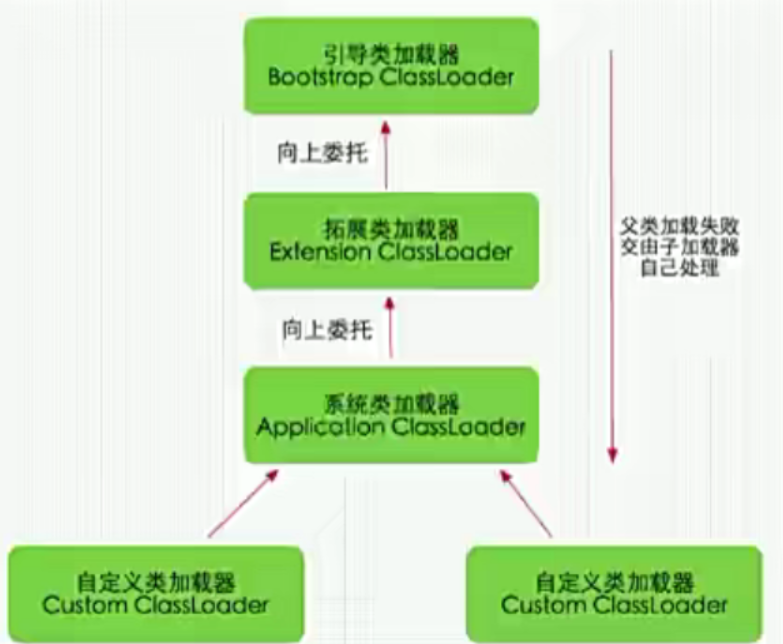 引导类加载器
Bootstrap ClassLoader
向上委托
拓展类加载器
Extension ClassLoader
父类加载失败
交由子加载器
自己处理
向上委托
系统类加载器
Application ClassLoader
自定义类加载器
Custom ClassLoader
自定义类加载器
Custom ClassLoader